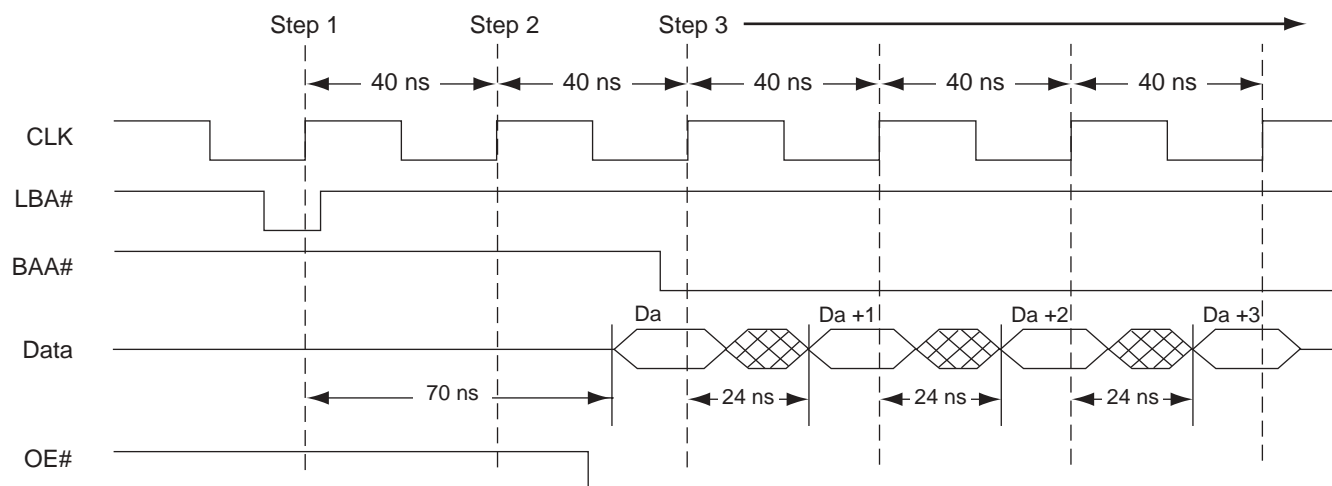 Step 1 Step 2 Step 3
40 ns 40 ns 40 ns 40 ns 40 ns
CLK
LBA#
BAA#
Da Da +1 Da +2 Da +3
Data
70 ns 24 ns 24 ns 24 ns
OE#